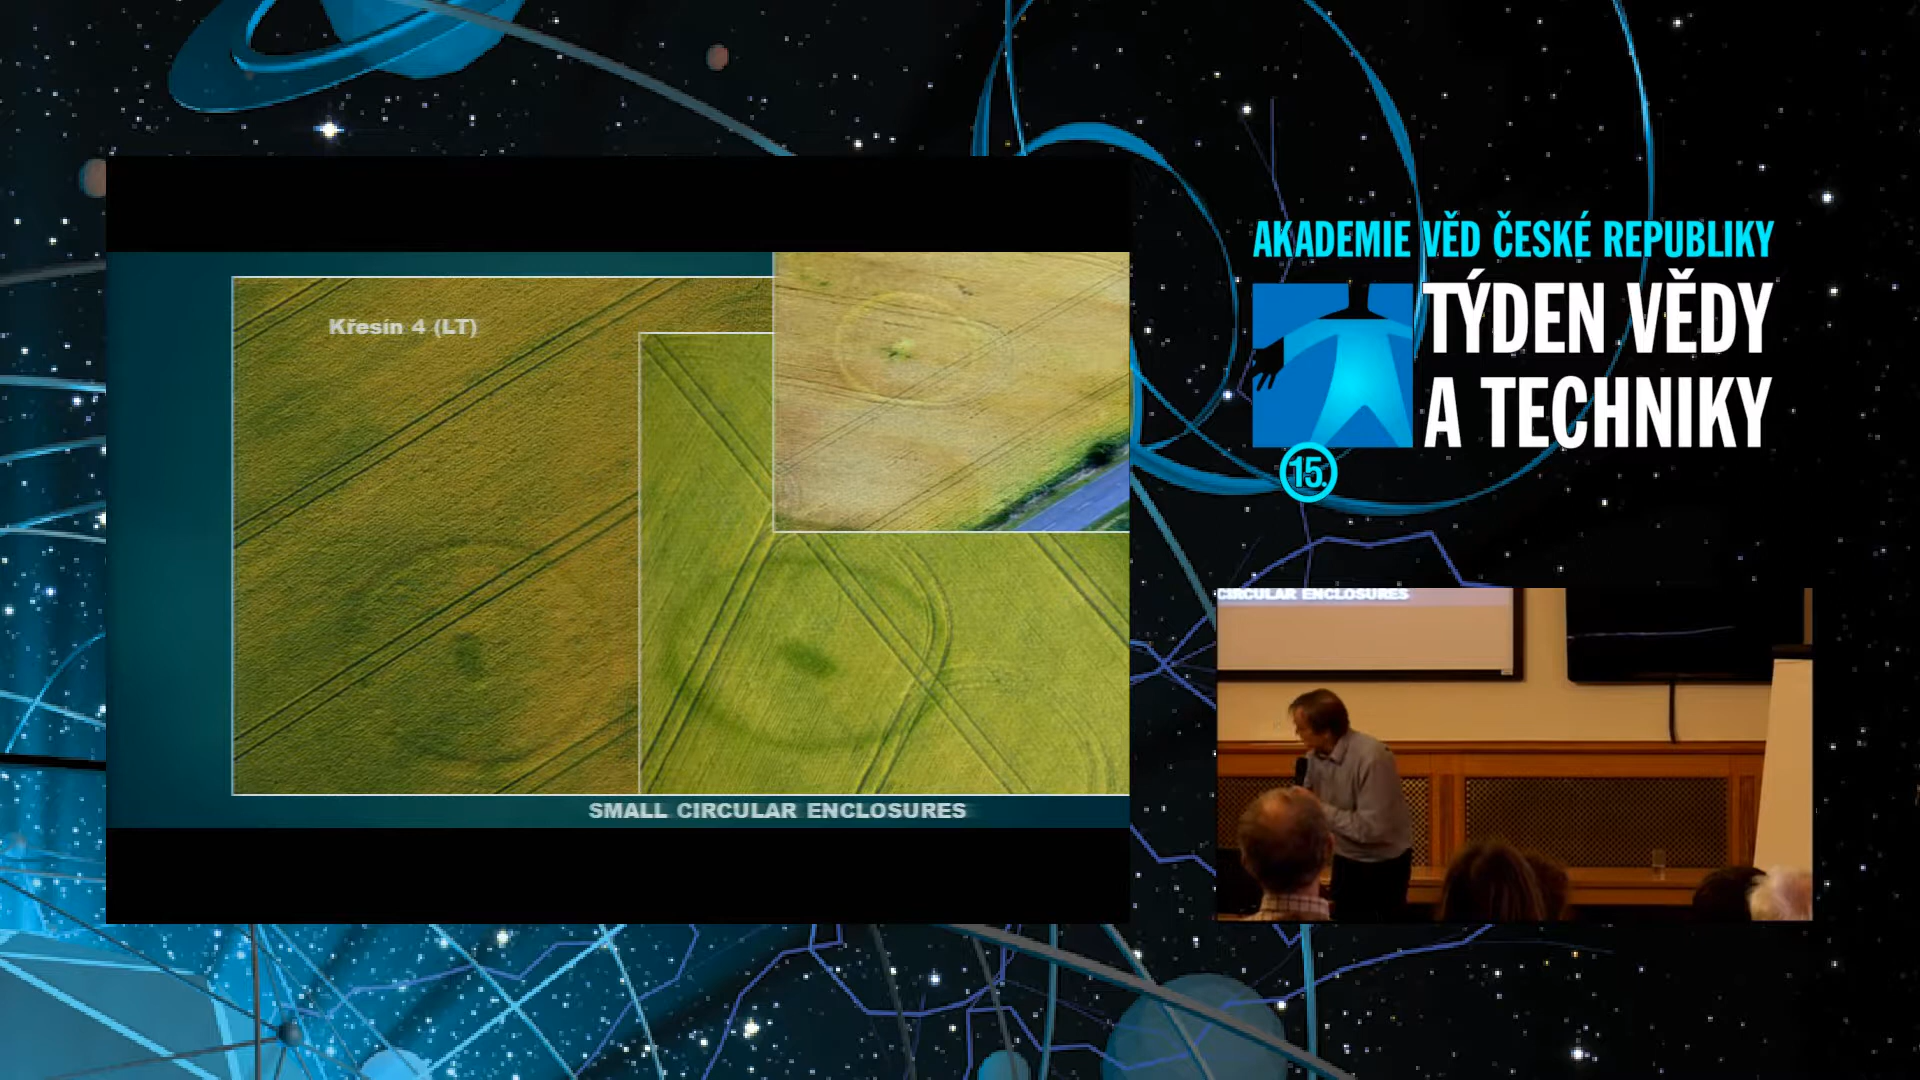 Křesín 4 (LT)
SMALL CIRCULAR ENCLOSURES
AKADEMIE VĚD ČESKÉ REPUBLIKY
TÝDEN VĚDY
A TECHNIKY
15.
CIRCULAR ENCLOSURES